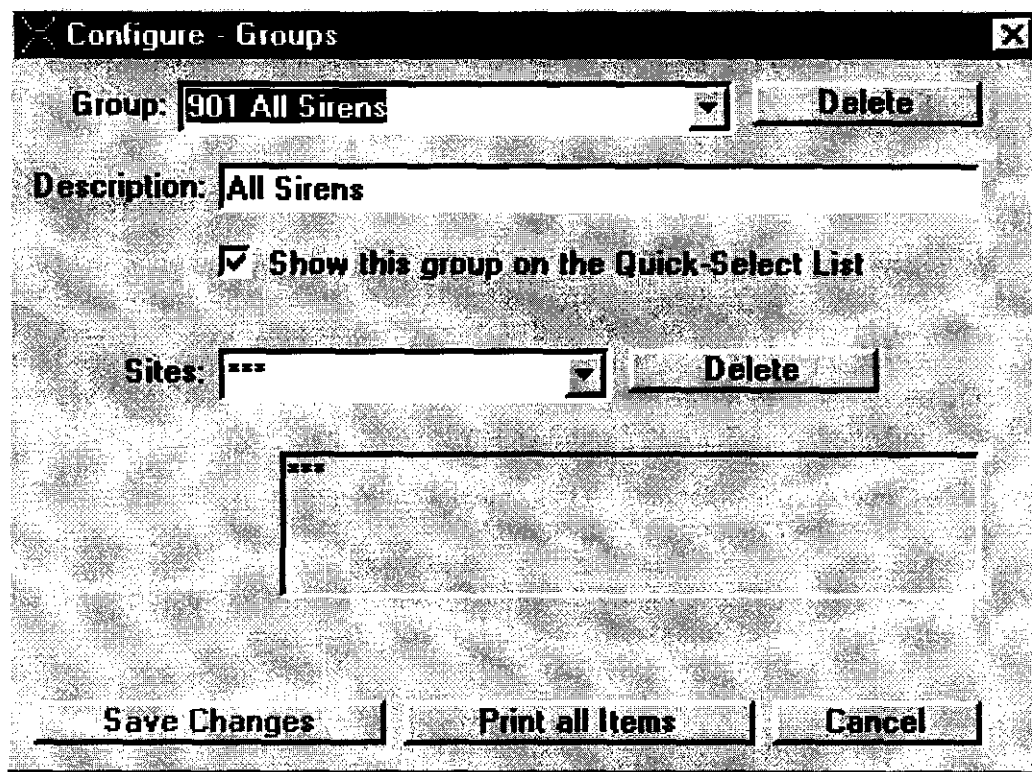 Configure - Groups
Group: 901 All Sirens Delete
Description: All Sirens
Show this group on the Quick-Select List
Sites: *** Delete
***
Save Changes Print all Items Cancel